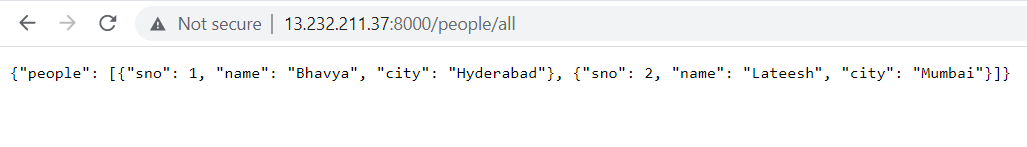 Not secure | 13.232.211.37:8000/people/all
{"people": [{"sno": 1, "name": "Bhavya", "city": "Hyderabad"}, {"sno": 2, "name": "Lateesh", "city": "Mumbai"}]}